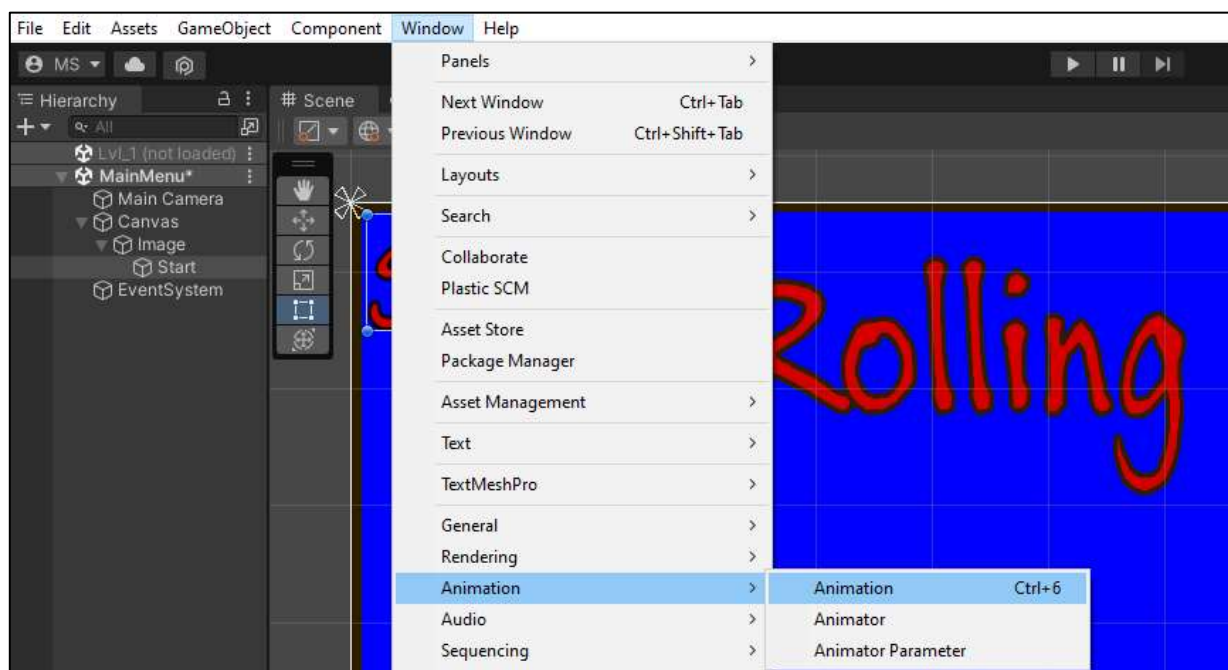 File Edit Assets GameObject Component Window Help
MS
Hierarchy
All
Lvl_1 (not loaded)
MainMenu*
Main Camera
Canvas
Image
Start
EventSystem
Scene
Panels
Next Window Ctrl+Tab
Previous Window Ctrl+Shift+Tab
Layouts
Search
Collaborate
Plastic SCM
Asset Store
Package Manager
Asset Management
Text
TextMeshPro
General
Rendering
Animation
Audio
Sequencing
Animation Ctrl+6
Animator
Animator Parameter
Rolling